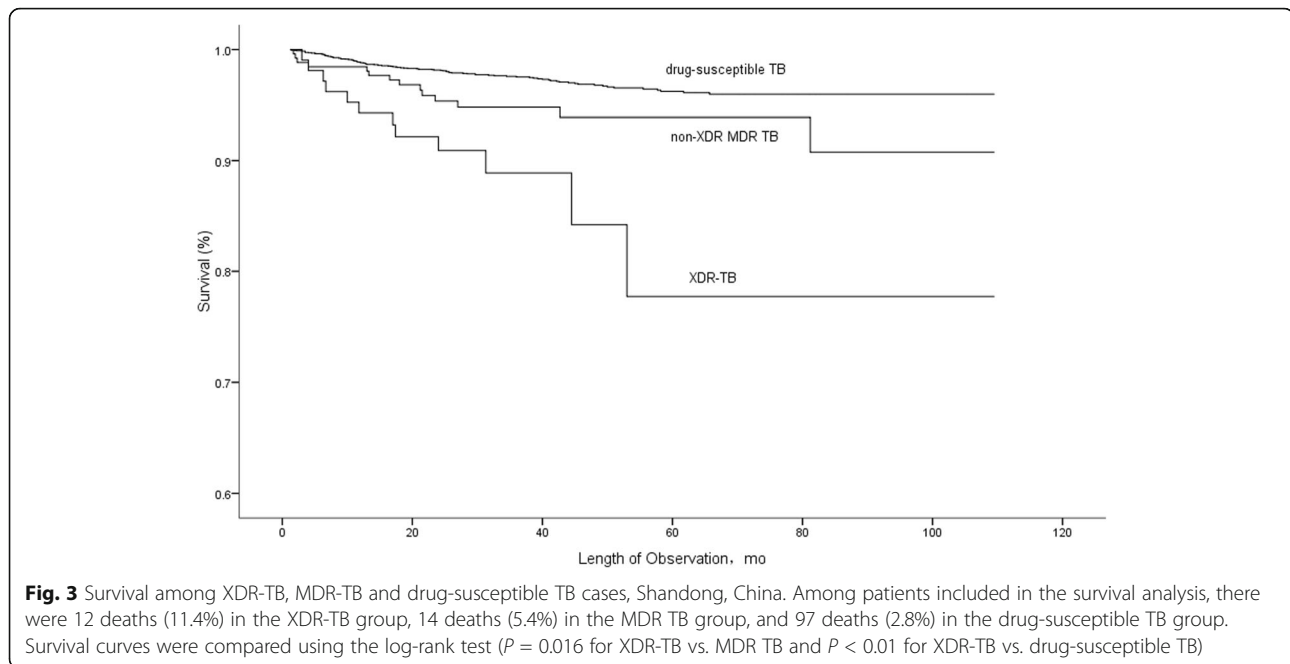 1.0
drug-susceptible TB
non-XDR MDR TB
0.9
Survival (%)
0.8
XDR-TB
0.7
0.6
0 20 40 60 80 100 120
Length of Observation, mo
Fig. 3 Survival among XDR-TB, MDR-TB and drug-susceptible TB cases, Shandong, China. Among patients included in the survival analysis, there
were 12 deaths (11.4%) in the XDR-TB group, 14 deaths (5.4%) in the MDR TB group, and 97 deaths (2.8%) in the drug-susceptible TB group.
Survival curves were compared using the log-rank test (P = 0.016 for XDR-TB vs. MDR TB and P < 0.01 for XDR-TB vs. drug-susceptible TB)